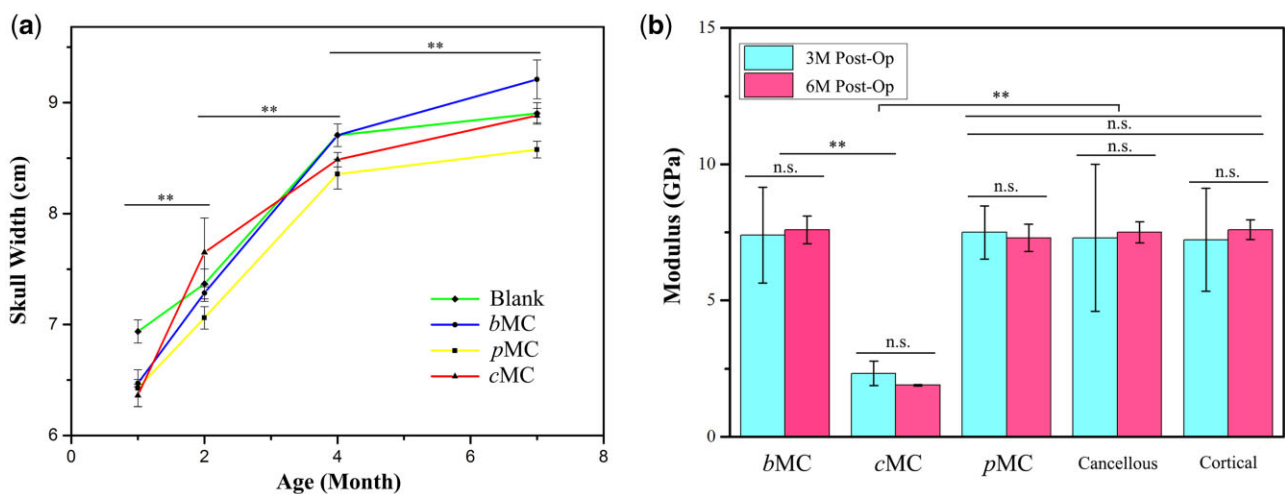 (a)
Skull Width (cm)
9
8
7
6
**
**
**
Blank
bMC
pMC
cMC
0
2
4
6
8
Age (Month)
(b)
Modulus (GPa)
15
10
5
0
3M Post-Op
6M Post-Op
**
n.s.
n.s.
**
n.s.
n.s.
n.s.
n.s.
n.s.
bMC
cMC
pMC
Cancellous
Cortical